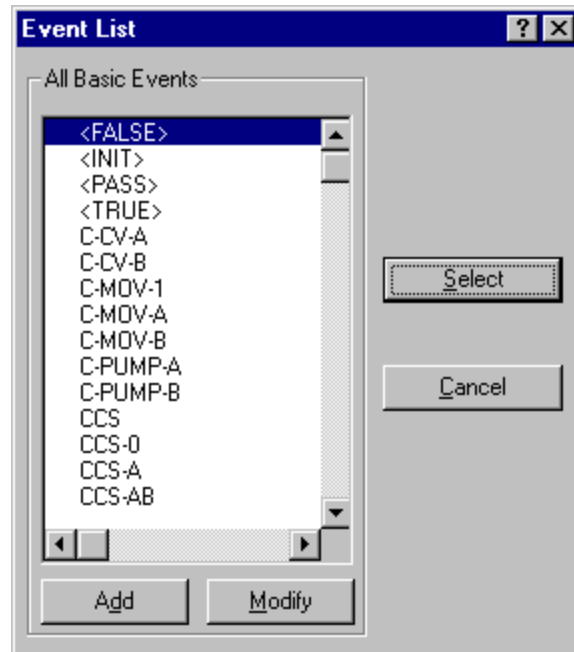 Event List
All Basic Events
<FALSE>
<INIT>
<PASS>
<TRUE>
C-CV-A
C-CV-B
C-MOV-1
C-MOV-A
C-MOV-B
C-PUMP-A
C-PUMP-B
CCS
CCS-0
CCS-A
CCS-AB
Select
Cancel
Add
Modify